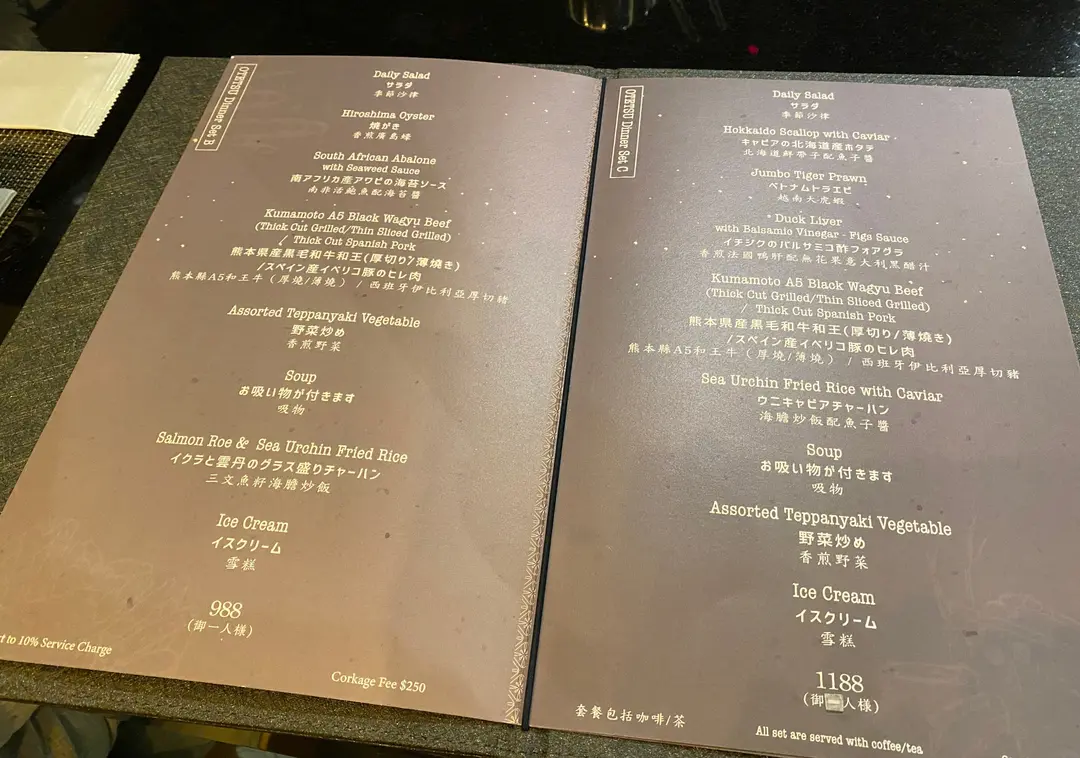 OTETSU Dinner Set B
Daily Salad
サラダ
季節沙律
Hiroshima Oyster
焼がき
香煎廣島蠔
South African Abalone
with Seaweed Sauce
南アフリカ産アワビの海苔ソース
南非活鮑魚配海苔醬
Kumamoto A5 Black Wagyu Beef
(Thick Cut Grilled/Thin Sliced Grilled)
/ Thick Cut Spanish Pork
熊本県産黒毛和牛和王(厚切り/薄焼き)
/スペイン産イベリコ豚のヒレ肉
熊本縣A5和王牛（厚燒/薄燒）/ 西班牙伊比利亞厚切豬
Assorted Teppanyaki Vegetable
野菜炒め
香煎野菜
Soup
お吸い物が付きます
吸物
Salmon Roe & Sea Urchin Fried Rice
イクラと雲丹のグラス盛りチャーハン
三文魚籽海膽炒飯
Ice Cream
イスクリーム
雪糕
988
(御一人様)
to 10% Service Charge
Corkage Fee $250
OTETSU Dinner Set C
Daily Salad
サラダ
季節沙律
Hokkaido Scallop with Caviar
キャビアの北海道産ホタテ
北海道鮮帶子配魚子醬
Jumbo Tiger Prawn
ベトナムトラエビ
越南大虎蝦
Duck Liver
with Balsamic Vinegar - Figs Sauce
イチジクのバルサミコ酢フォアグラ
香煎法國鴨肝配無花果意大利黑醋汁
Kumamoto A5 Black Wagyu Beef
(Thick Cut Grilled/Thin Sliced Grilled)
/ Thick Cut Spanish Pork
熊本県産黒毛和牛和王(厚切り/薄焼き)
/スペイン産イベリコ豚のヒレ肉
熊本縣A5和王牛（厚燒/薄燒）/ 西班牙伊比利亞厚切豬
Sea Urchin Fried Rice with Caviar
ウニキャビアチャーハン
海膽炒飯配魚子醬
Soup
お吸い物が付きます
吸物
Assorted Teppanyaki Vegetable
野菜炒め
香煎野菜
Ice Cream
イスクリーム
雪糕
1188
(御一人様)
套餐包括咖啡/茶
All set are served with coffee/tea